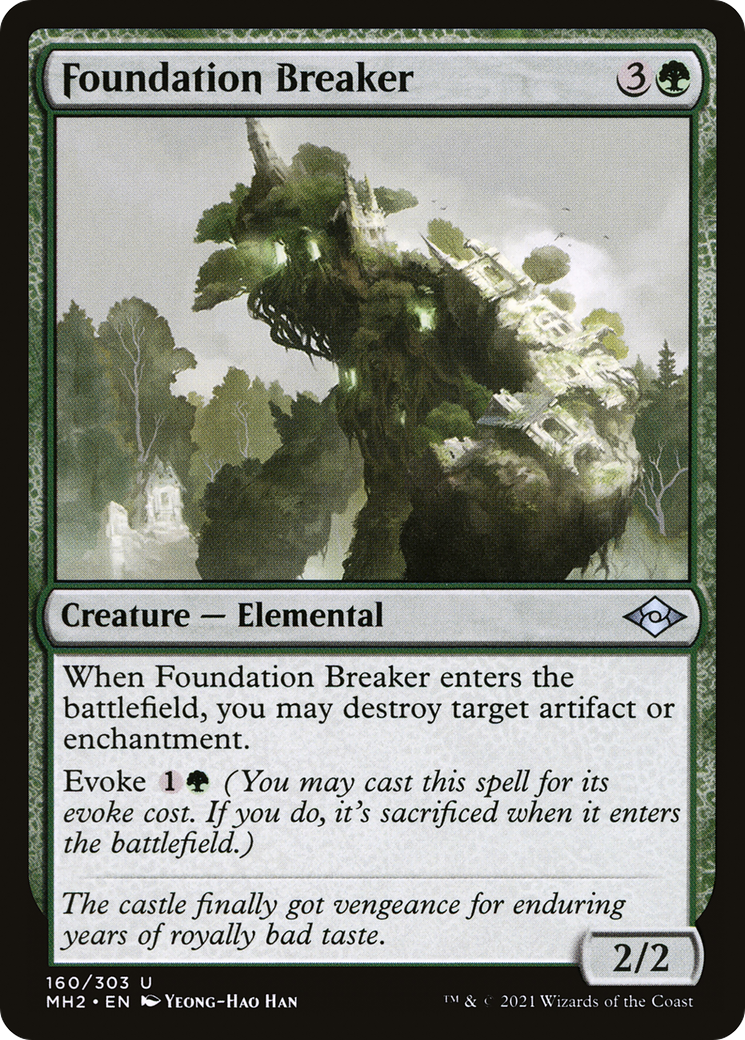 Foundation Breaker 3
Creature — Elemental
When Foundation Breaker enters the
battlefield, you may destroy target artifact or
enchantment.
Evoke 1 (You may cast this spell for its
evoke cost. If you do, it's sacrificed when it enters
the battlefield.)
The castle finally got vengeance for enduring
years of royally bad taste.
2/2
160/303 U
MH2 • EN Yeong-Hao Han ™ & © 2021 Wizards of the Coast